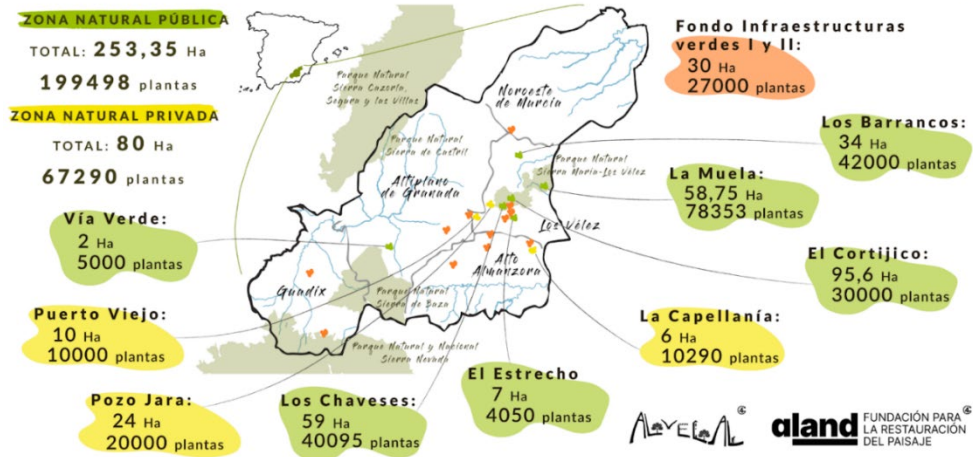 ZONA NATURAL PÚBLICA
TOTAL: 253,35 Ha
199498 plantas
ZONA NATURAL PRIVADA
TOTAL: 80 Ha
67290 plantas
Vía Verde:
2 Ha
5000 plantas
Puerto Viejo:
10 Ha
10000 plantas
Pozo Jara:
24 Ha
20000 plantas
Los Chaveses:
59 Ha
40095 plantas
El Estrecho
7 Ha
4050 plantas
La Capellanía:
6 Ha
10290 plantas
El Cortijico:
95,6 Ha
30000 plantas
La Muela:
58,75 Ha
78353 plantas
Los Barrancos:
34 Ha
42000 plantas
Fondo Infraestructuras
verdes I y II:
30 Ha
27000 plantas
Parque Natural
Sierra Cazorla,
Segura y las Villas
Noroeste
de Murcia
Parque Natural
Sierra de Castril
Parque Natural
Sierra María-Los Vélez
Altiplano
de Granada
Los Vélez
Alto
Almanzora
Guadix
Parque Natural
Sierra de Baza
Parque Natural y Nacional
Sierra Nevada
ALVELAL
aland
FUNDACIÓN PARA
LA RESTAURACIÓN
DEL PAISAJE